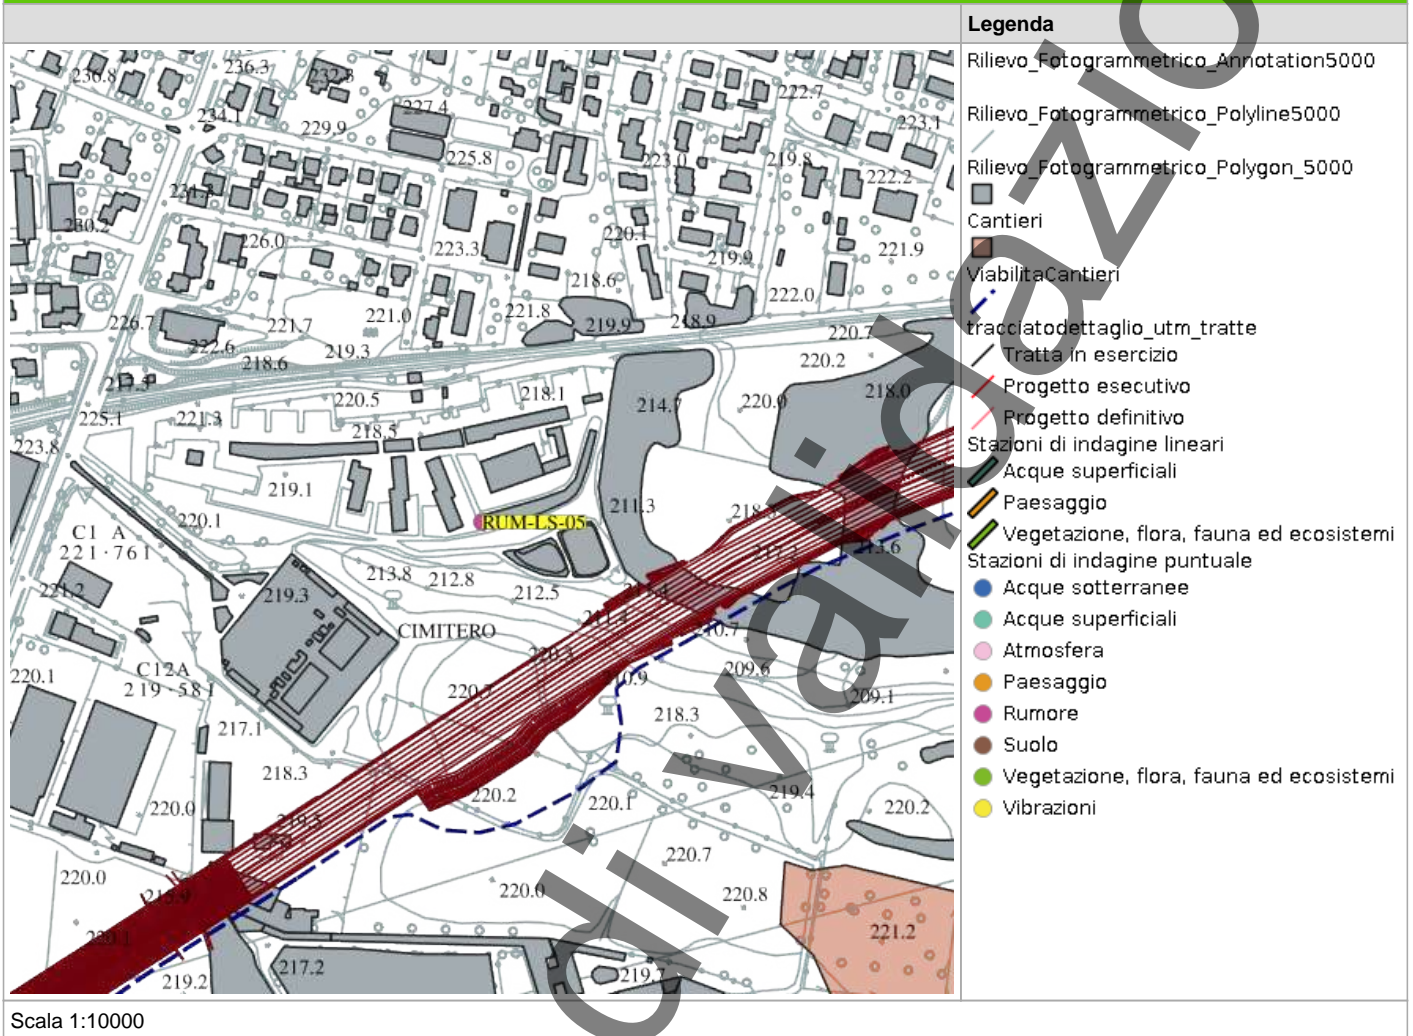 Legenda
Rilievo_Fotogrammetrico_Annotation5000
Rilievo_Fotogrammetrico_Polyline5000
Rilievo_Fotogrammetrico_Polygon_5000
Cantieri
ViabilitaCantieri
tracciatodettaglio_utm_tratte
Tratta in esercizio
Progetto esecutivo
Progetto definitivo
Stazioni di indagine lineari
Acque superficiali
Paesaggio
Vegetazione, flora, fauna ed ecosistemi
Stazioni di indagine puntuale
Acque sotterranee
Acque superficiali
Atmosfera
Paesaggio
Rumore
Suolo
Vegetazione, flora, fauna ed ecosistemi
Vibrazioni
236.8
236.3
227.4
222.7
234.1
229.9
223.1
225.8
223.0
219.8
222.2
230.2
226.0
223.3
220.1
219.9
221.9
218.6
222.0
226.7
221.7
221.0
221.8
219.9
218.9
220.7
222.6
218.6
219.3
220.2
225.1
221.3
220.5
218.1
214.7
220.0
218.0
223.8
218.5
219.1
220.1
RUM-LS-05
211.3
C1 A
221.761
213.8
212.8
212.5
221.2
219.3
CIMITERO
210.7
209.6
209.1
C12A
219.581
220.1
217.1
218.3
218.3
220.0
220.2
220.1
219.4
220.2
220.7
220.0
220.0
220.8
221.2
219.2
217.2
219.7
di validazio
Scala 1:10000